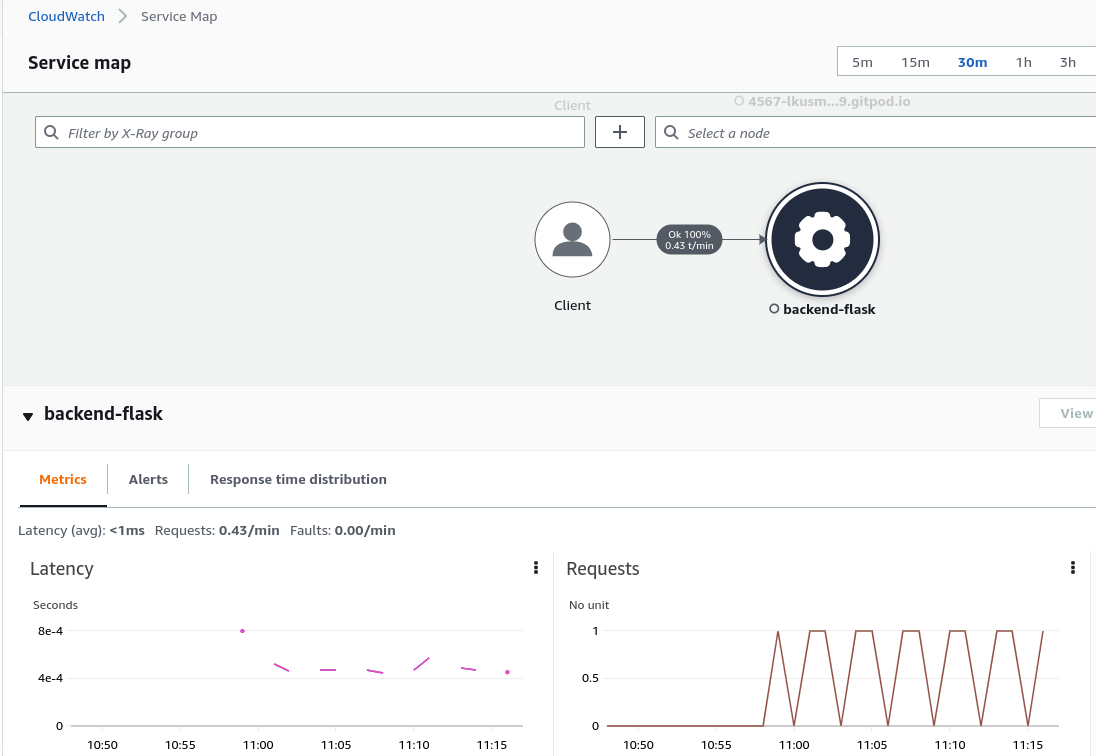 CloudWatch Service Map
Service map
5m 15m 30m 1h 3h
Client
4567-lkusm...9.gitpod.io
Filter by X-Ray group
+
Select a node
Ok 100%
0.43 t/min
Client
backend-flask
backend-flask
View
Metrics Alerts Response time distribution
Latency (avg): <1ms Requests: 0.43/min Faults: 0.00/min
Latency
Seconds
8e-4
4e-4
0
10:50 10:55 11:00 11:05 11:10 11:15
Requests
No unit
1
0.5
0
10:50 10:55 11:00 11:05 11:10 11:15